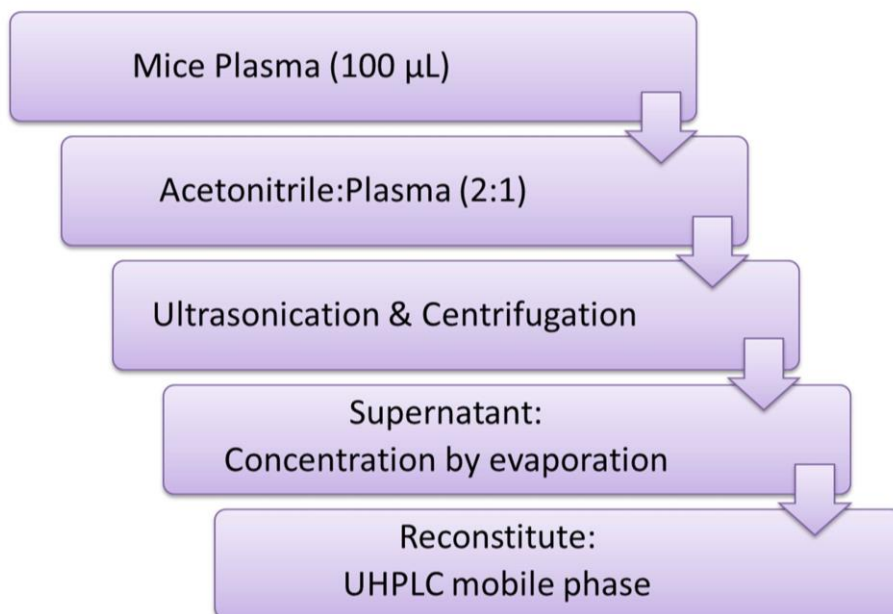 Mice Plasma (100 µL)
Acetonitrile:Plasma (2:1)
Ultrasonication & Centrifugation
Supernatant:
Concentration by evaporation
Reconstitute:
UHPLC mobile phase